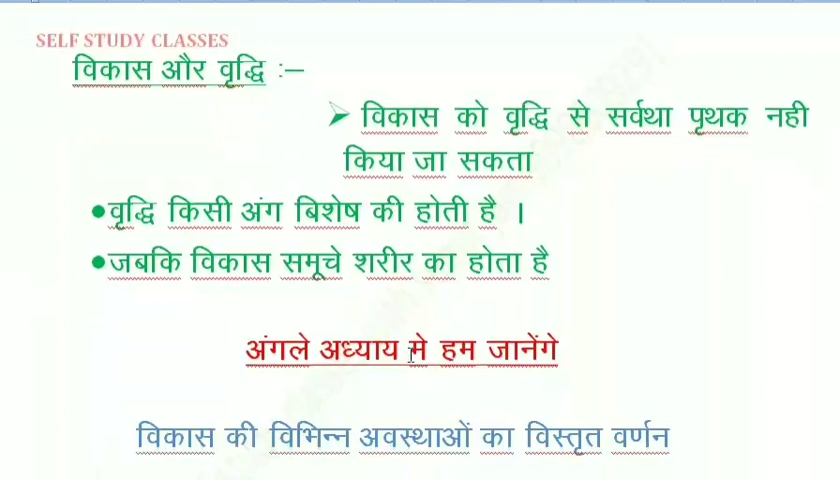 SELF STUDY CLASSES
विकास और वृद्धि :–
➢ विकास को वृद्धि से सर्वथा पृथक नही
किया जा सकता
•वृद्धि किसी अंग बिशेष की होती है ।
•जबकि विकास समूचे शरीर का होता है
अंगले अध्याय मे हम जानेंगे
विकास की विभिन्न अवस्थाओं का विस्तृत वर्णन